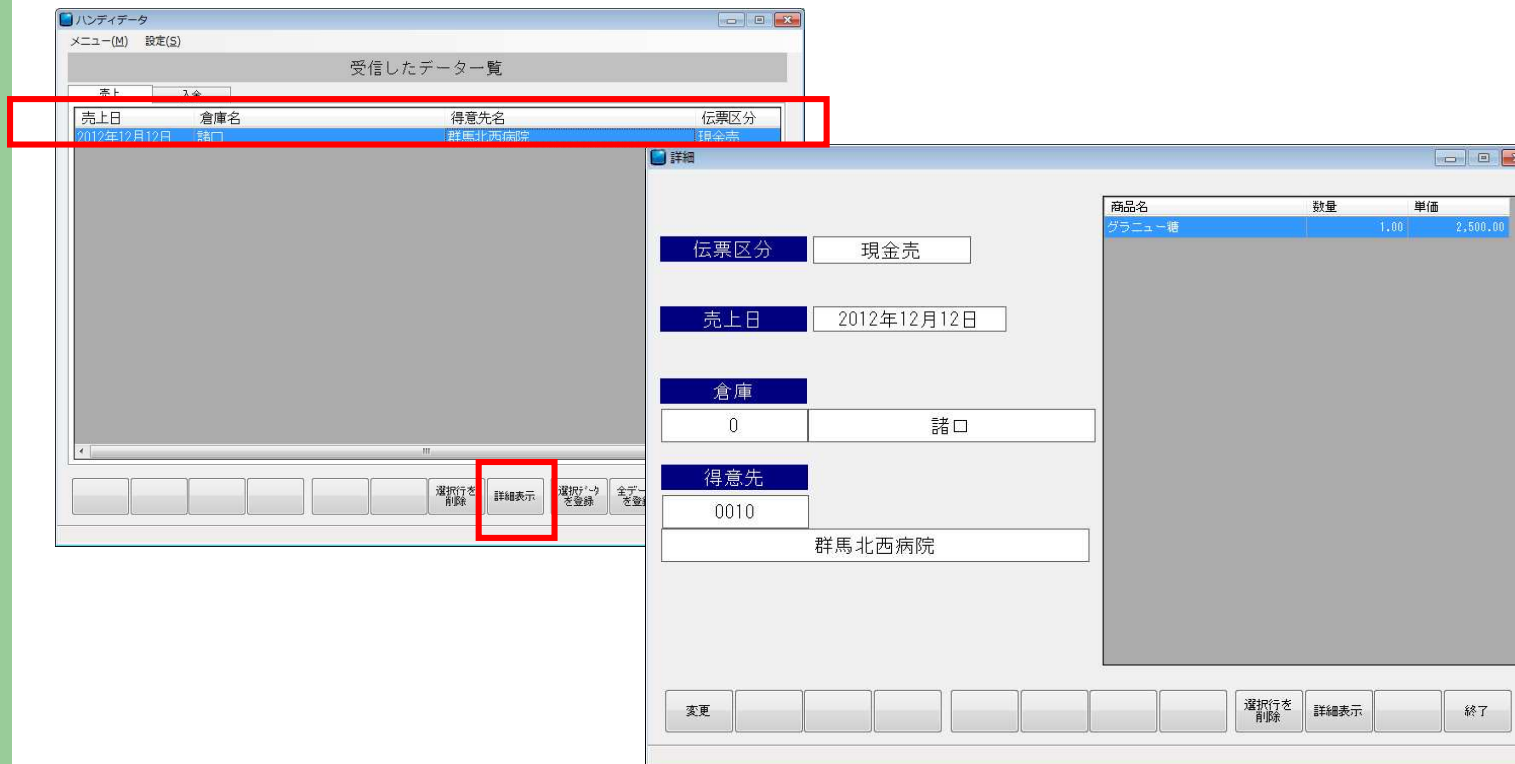 ハンディデータ
メニュー(M) 設定(S)
受信したデータ一覧
売上 入金
売上日 倉庫名 得意先名 伝票区分
2012年12月12日 諸口 群馬北西病院 現金売
選択行を
削除
詳細表示
選択ﾃﾞｰﾀ
を登録
全デー
を登
詳細
商品名 数量 単価
グラニュー糖 1.00 2,500.00
伝票区分 現金売
売上日 2012年12月12日
倉庫
0 諸口
得意先
0010
群馬北西病院
変更
選択行を
削除
詳細表示
終了